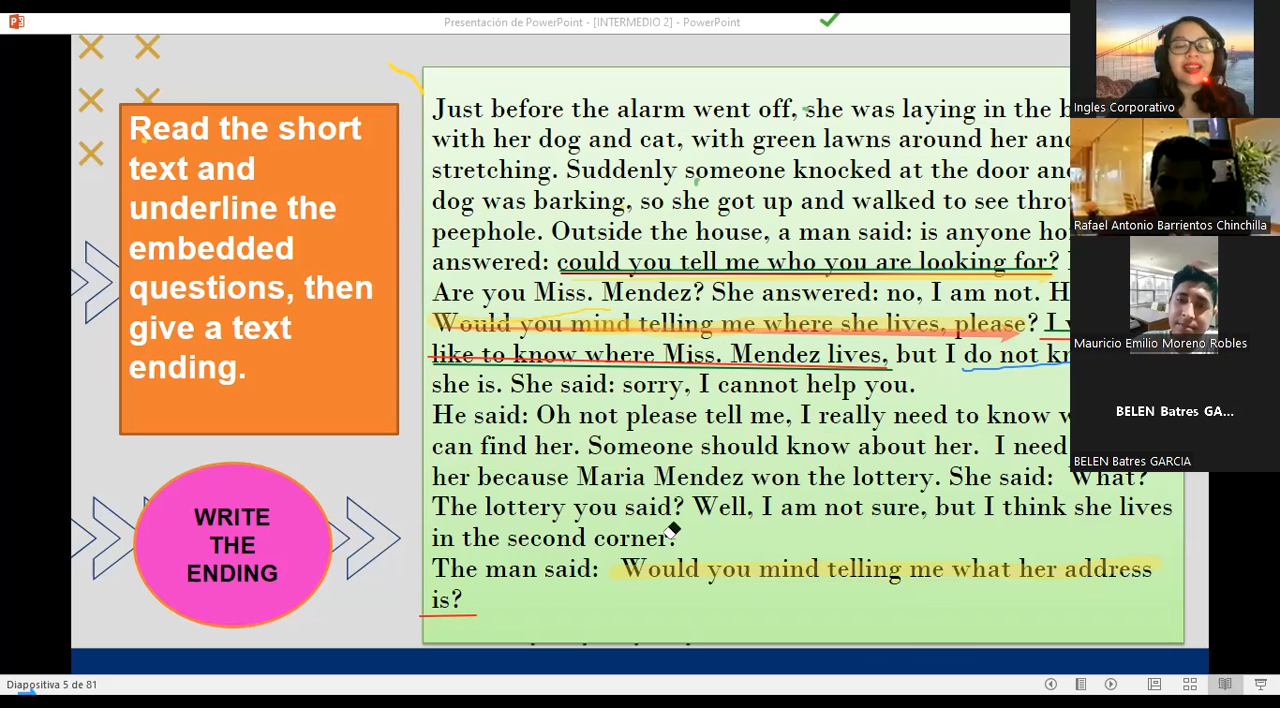 Presentación de PowerPoint - [INTERMEDIO 2] - PowerPoint
Read the short
text and
underline the
embedded
questions, then
give a text
ending.
WRITE
THE
ENDING
Just before the alarm went off, she was laying in the
with her dog and cat, with green lawns around her and
stretching. Suddenly someone knocked at the door and
dog was barking, so she got up and walked to see
peephole. Outside the house, a man said: is anyone
answered: could you tell me who you are looking for?
Are you Miss. Mendez? She answered: no, I am not.
Would you mind telling me where she lives, please? I
like to know where Miss. Mendez lives, but I do not
she is. She said: sorry, I cannot help you.
He said: Oh not please tell me, I really need to know
can find her. Someone should know about her. I need
her because Maria Mendez won the lottery. She said: What?
The lottery you said? Well, I am not sure, but I think she lives
in the second corner.
The man said: Would you mind telling me what her address
is?
Ingles Corporativo
Rafael Antonio Barrientos Chinchilla
Mauricio Emilio Moreno Robles
BELEN Batres GA...
BELEN Batres GARCIA
Diapositiva 5 de 81